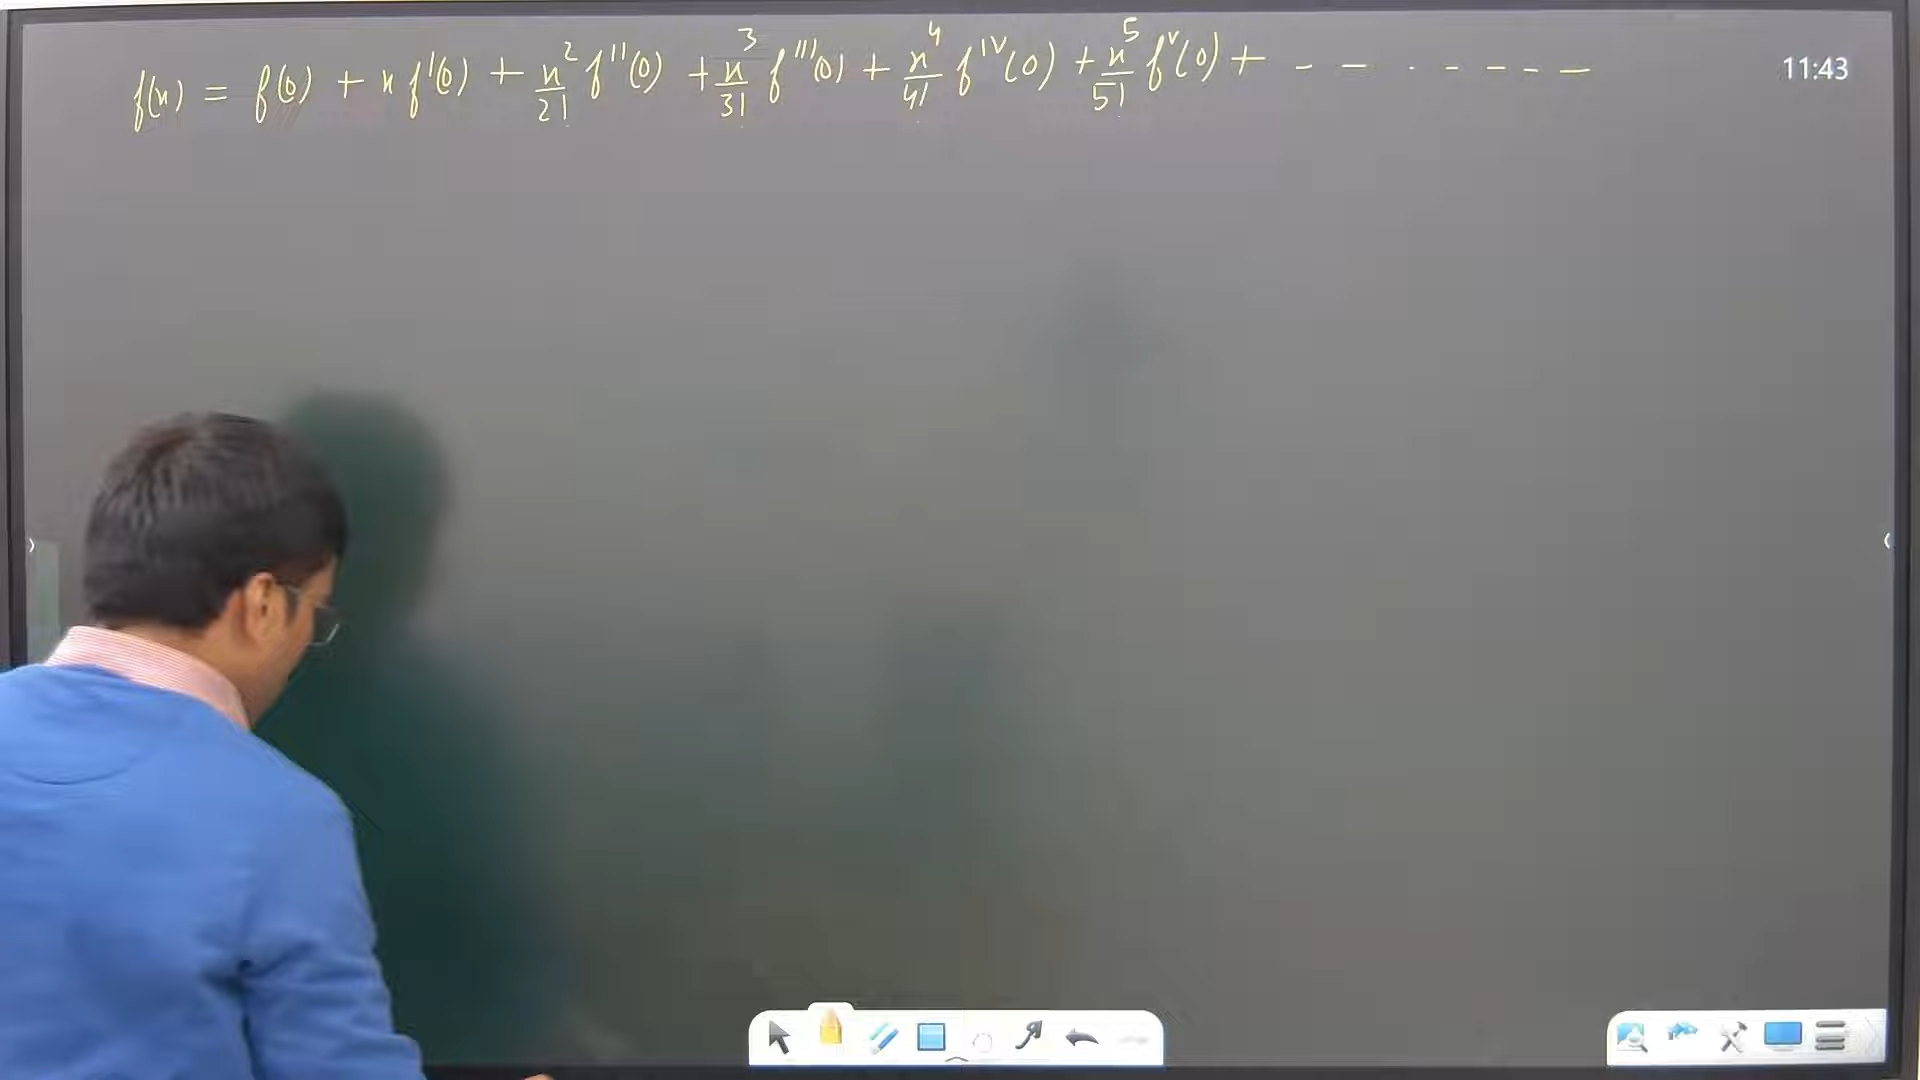 f(x) = f(0) + x f'(0) + x²/2! f''(0) + x³/3! f'''(0) + x⁴/4! f^IV(0) + x⁵/5! f^V(0) + - - - - - - -
11:43